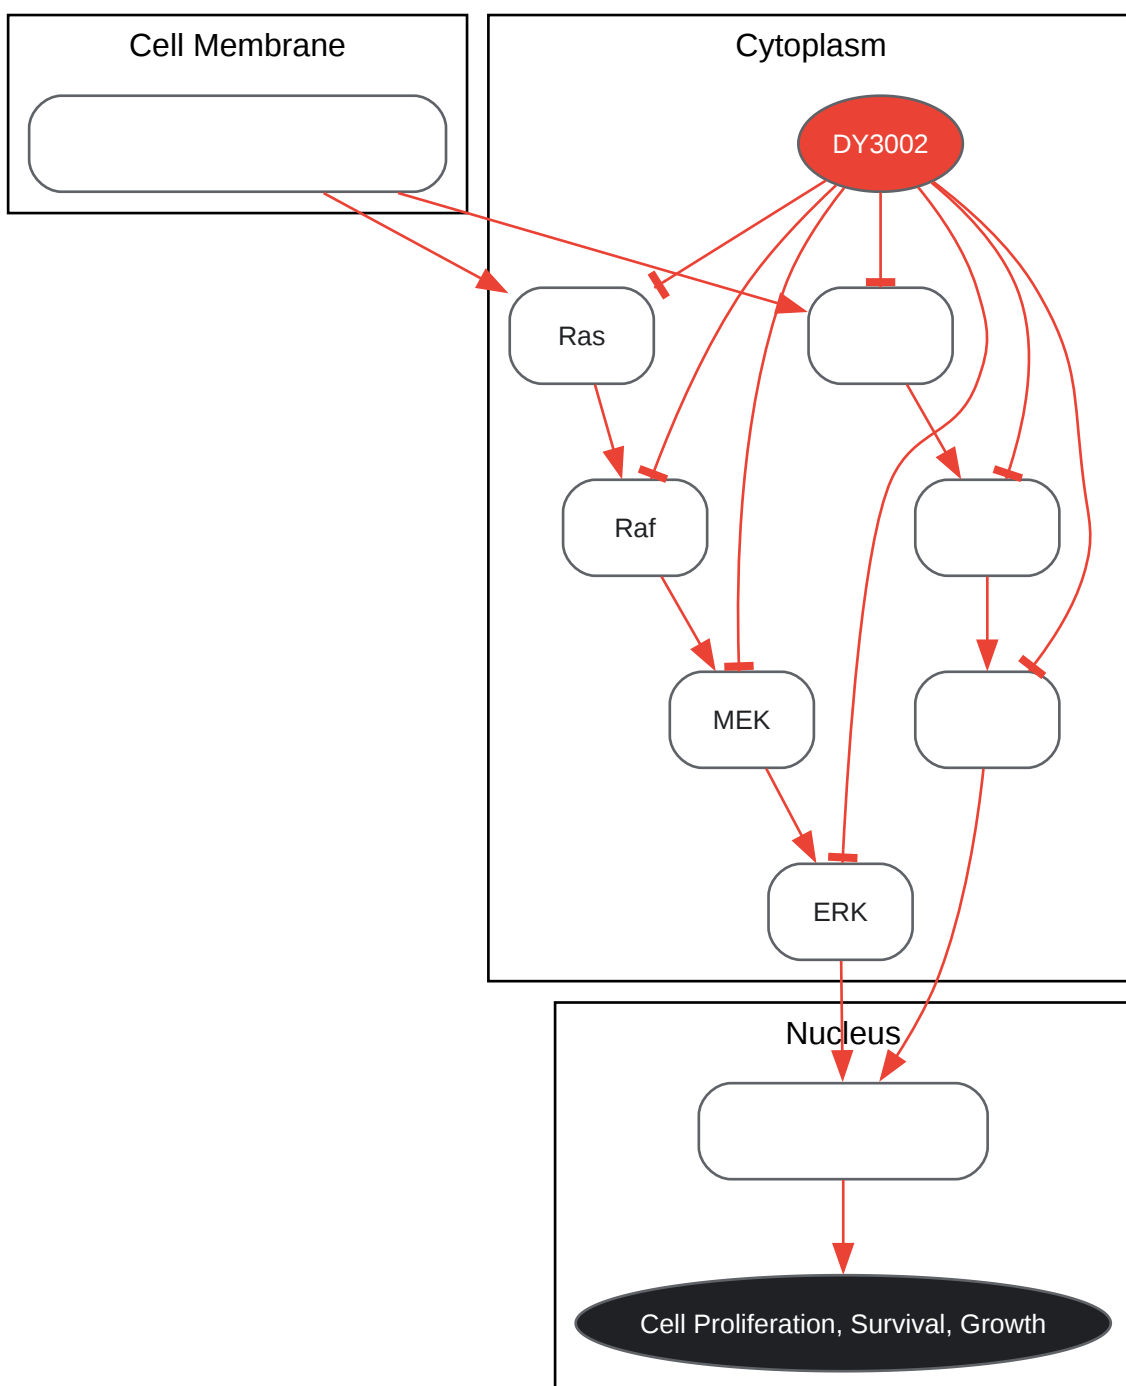 Cell Membrane
Cytoplasm
DY3002
Ras
Raf
MEK
ERK
Nucleus
Cell Proliferation, Survival, Growth